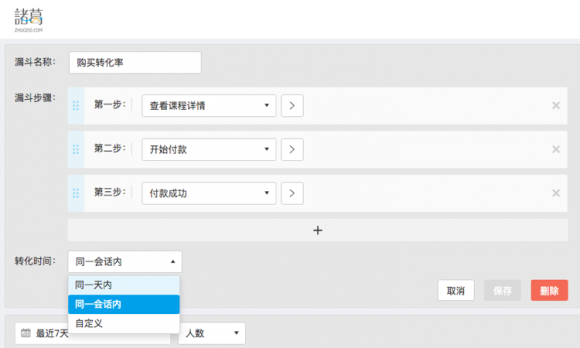 諸葛
ZHUGEIO.COM
漏斗名称： 购买转化率
漏斗步骤： 第一步： 查看课程详情
第二步： 开始付款
第三步： 付款成功
+
转化时间： 同一会话内
同一天内
同一会话内
自定义
取消 保存 删除
最近7天 人数